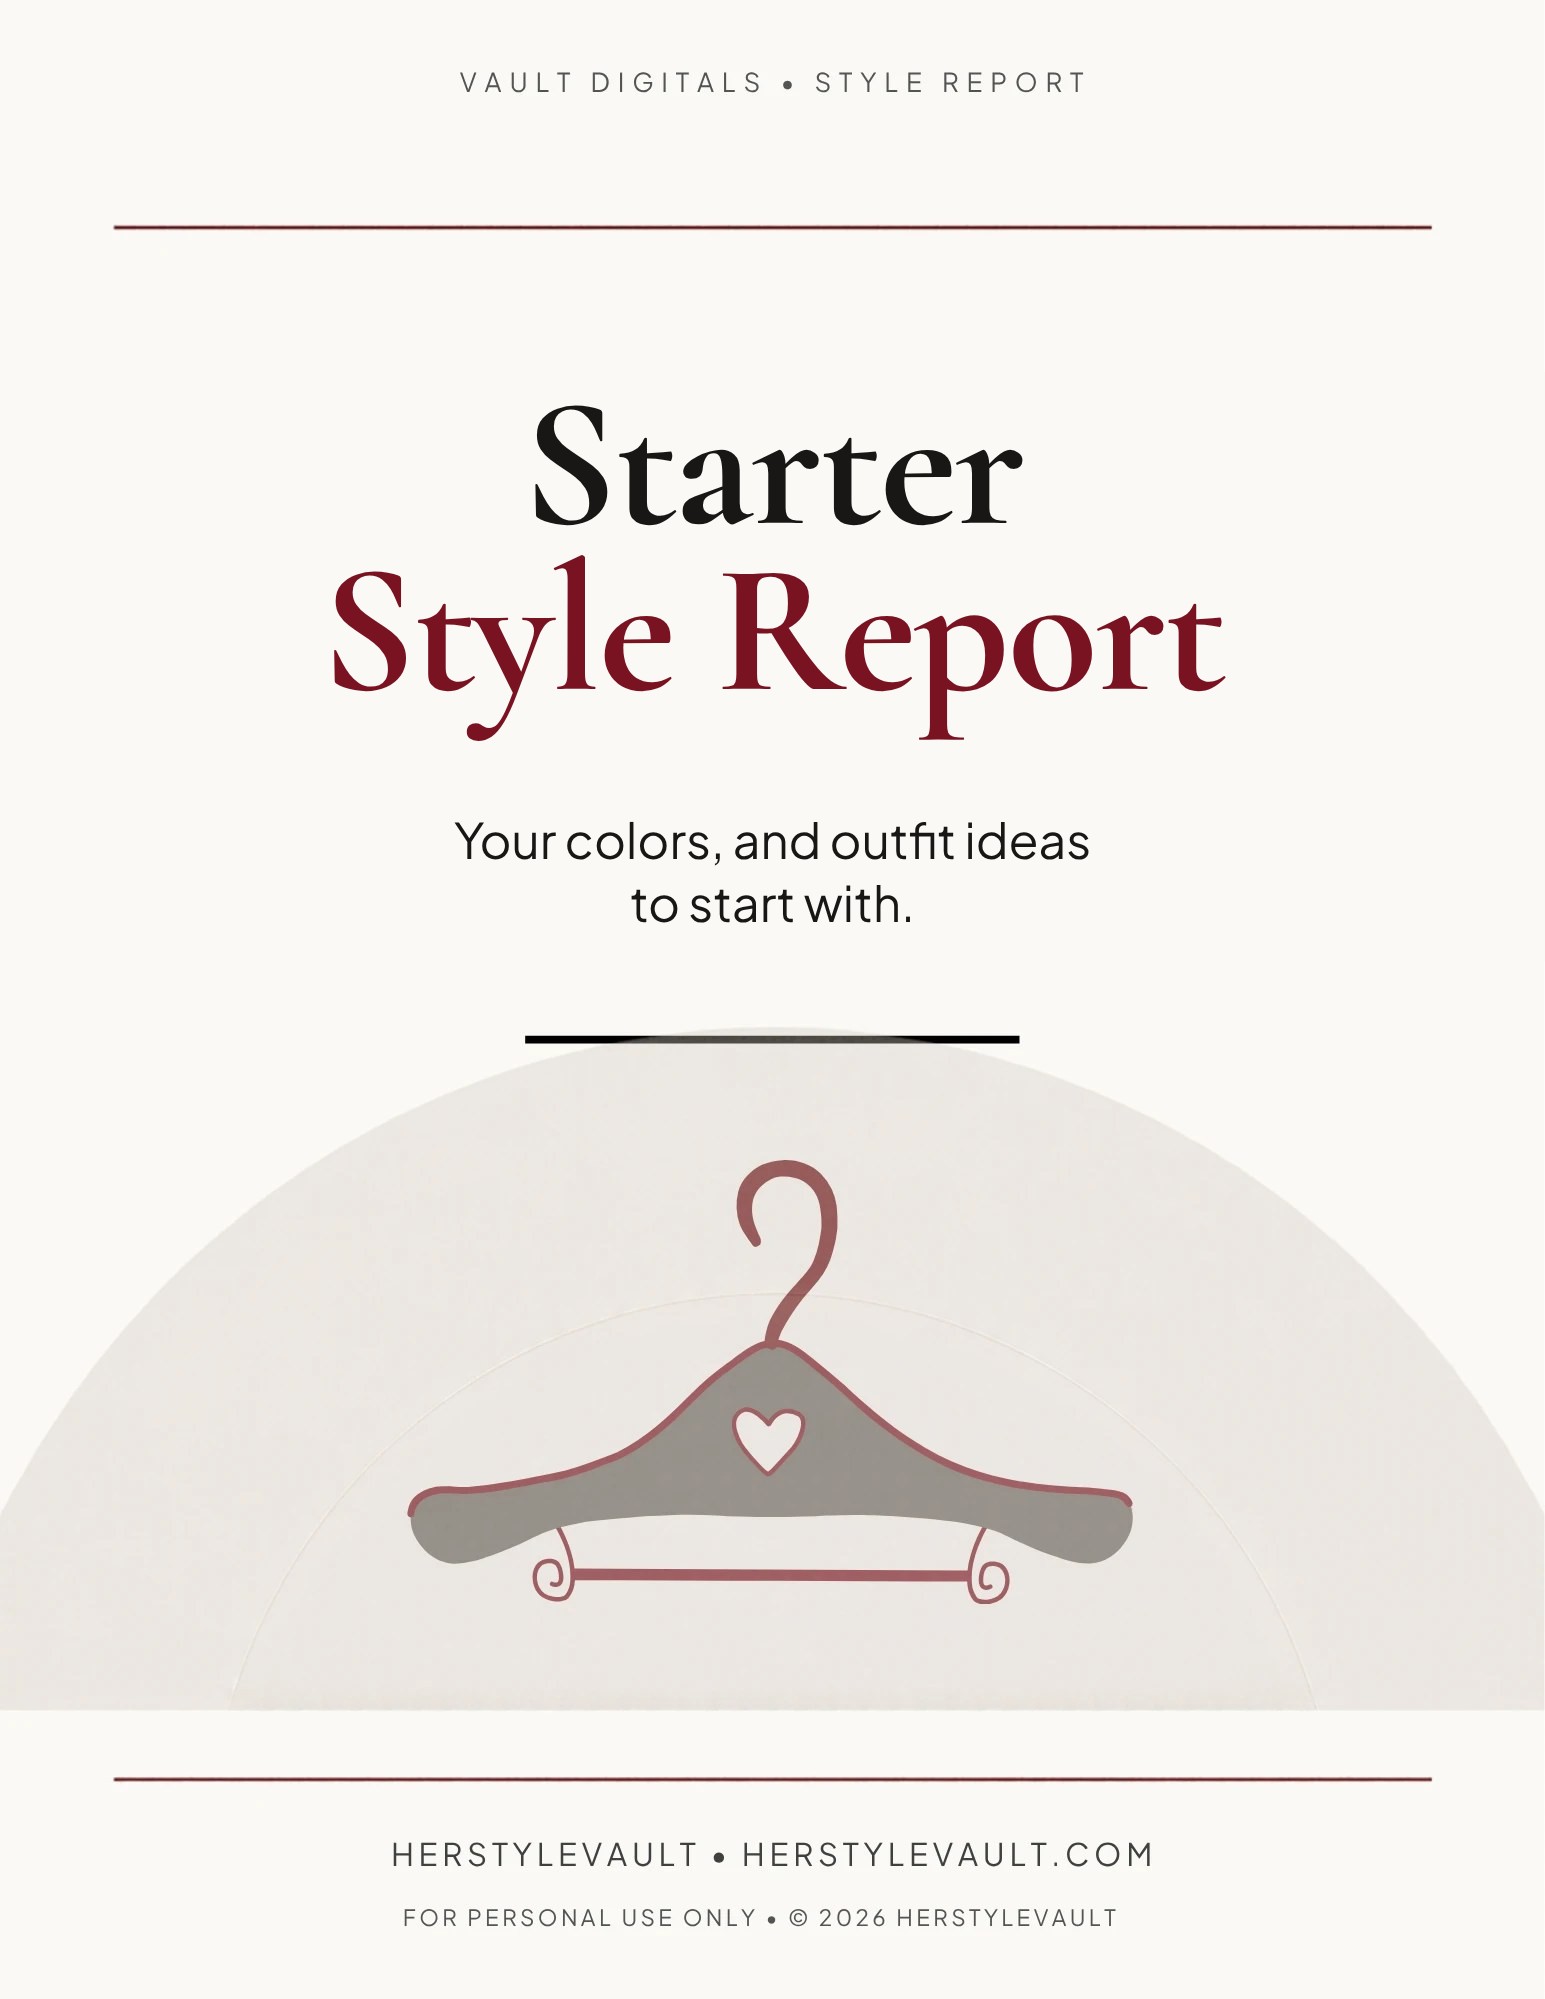 VAULT DIGITALS • STYLE REPORT
Starter
Style Report
Your colors, and outfit ideas
to start with.
HERSTYLEVAULT • HERSTYLEVAULT.COM
FOR PERSONAL USE ONLY • © 2026 HERSTYLEVAULT